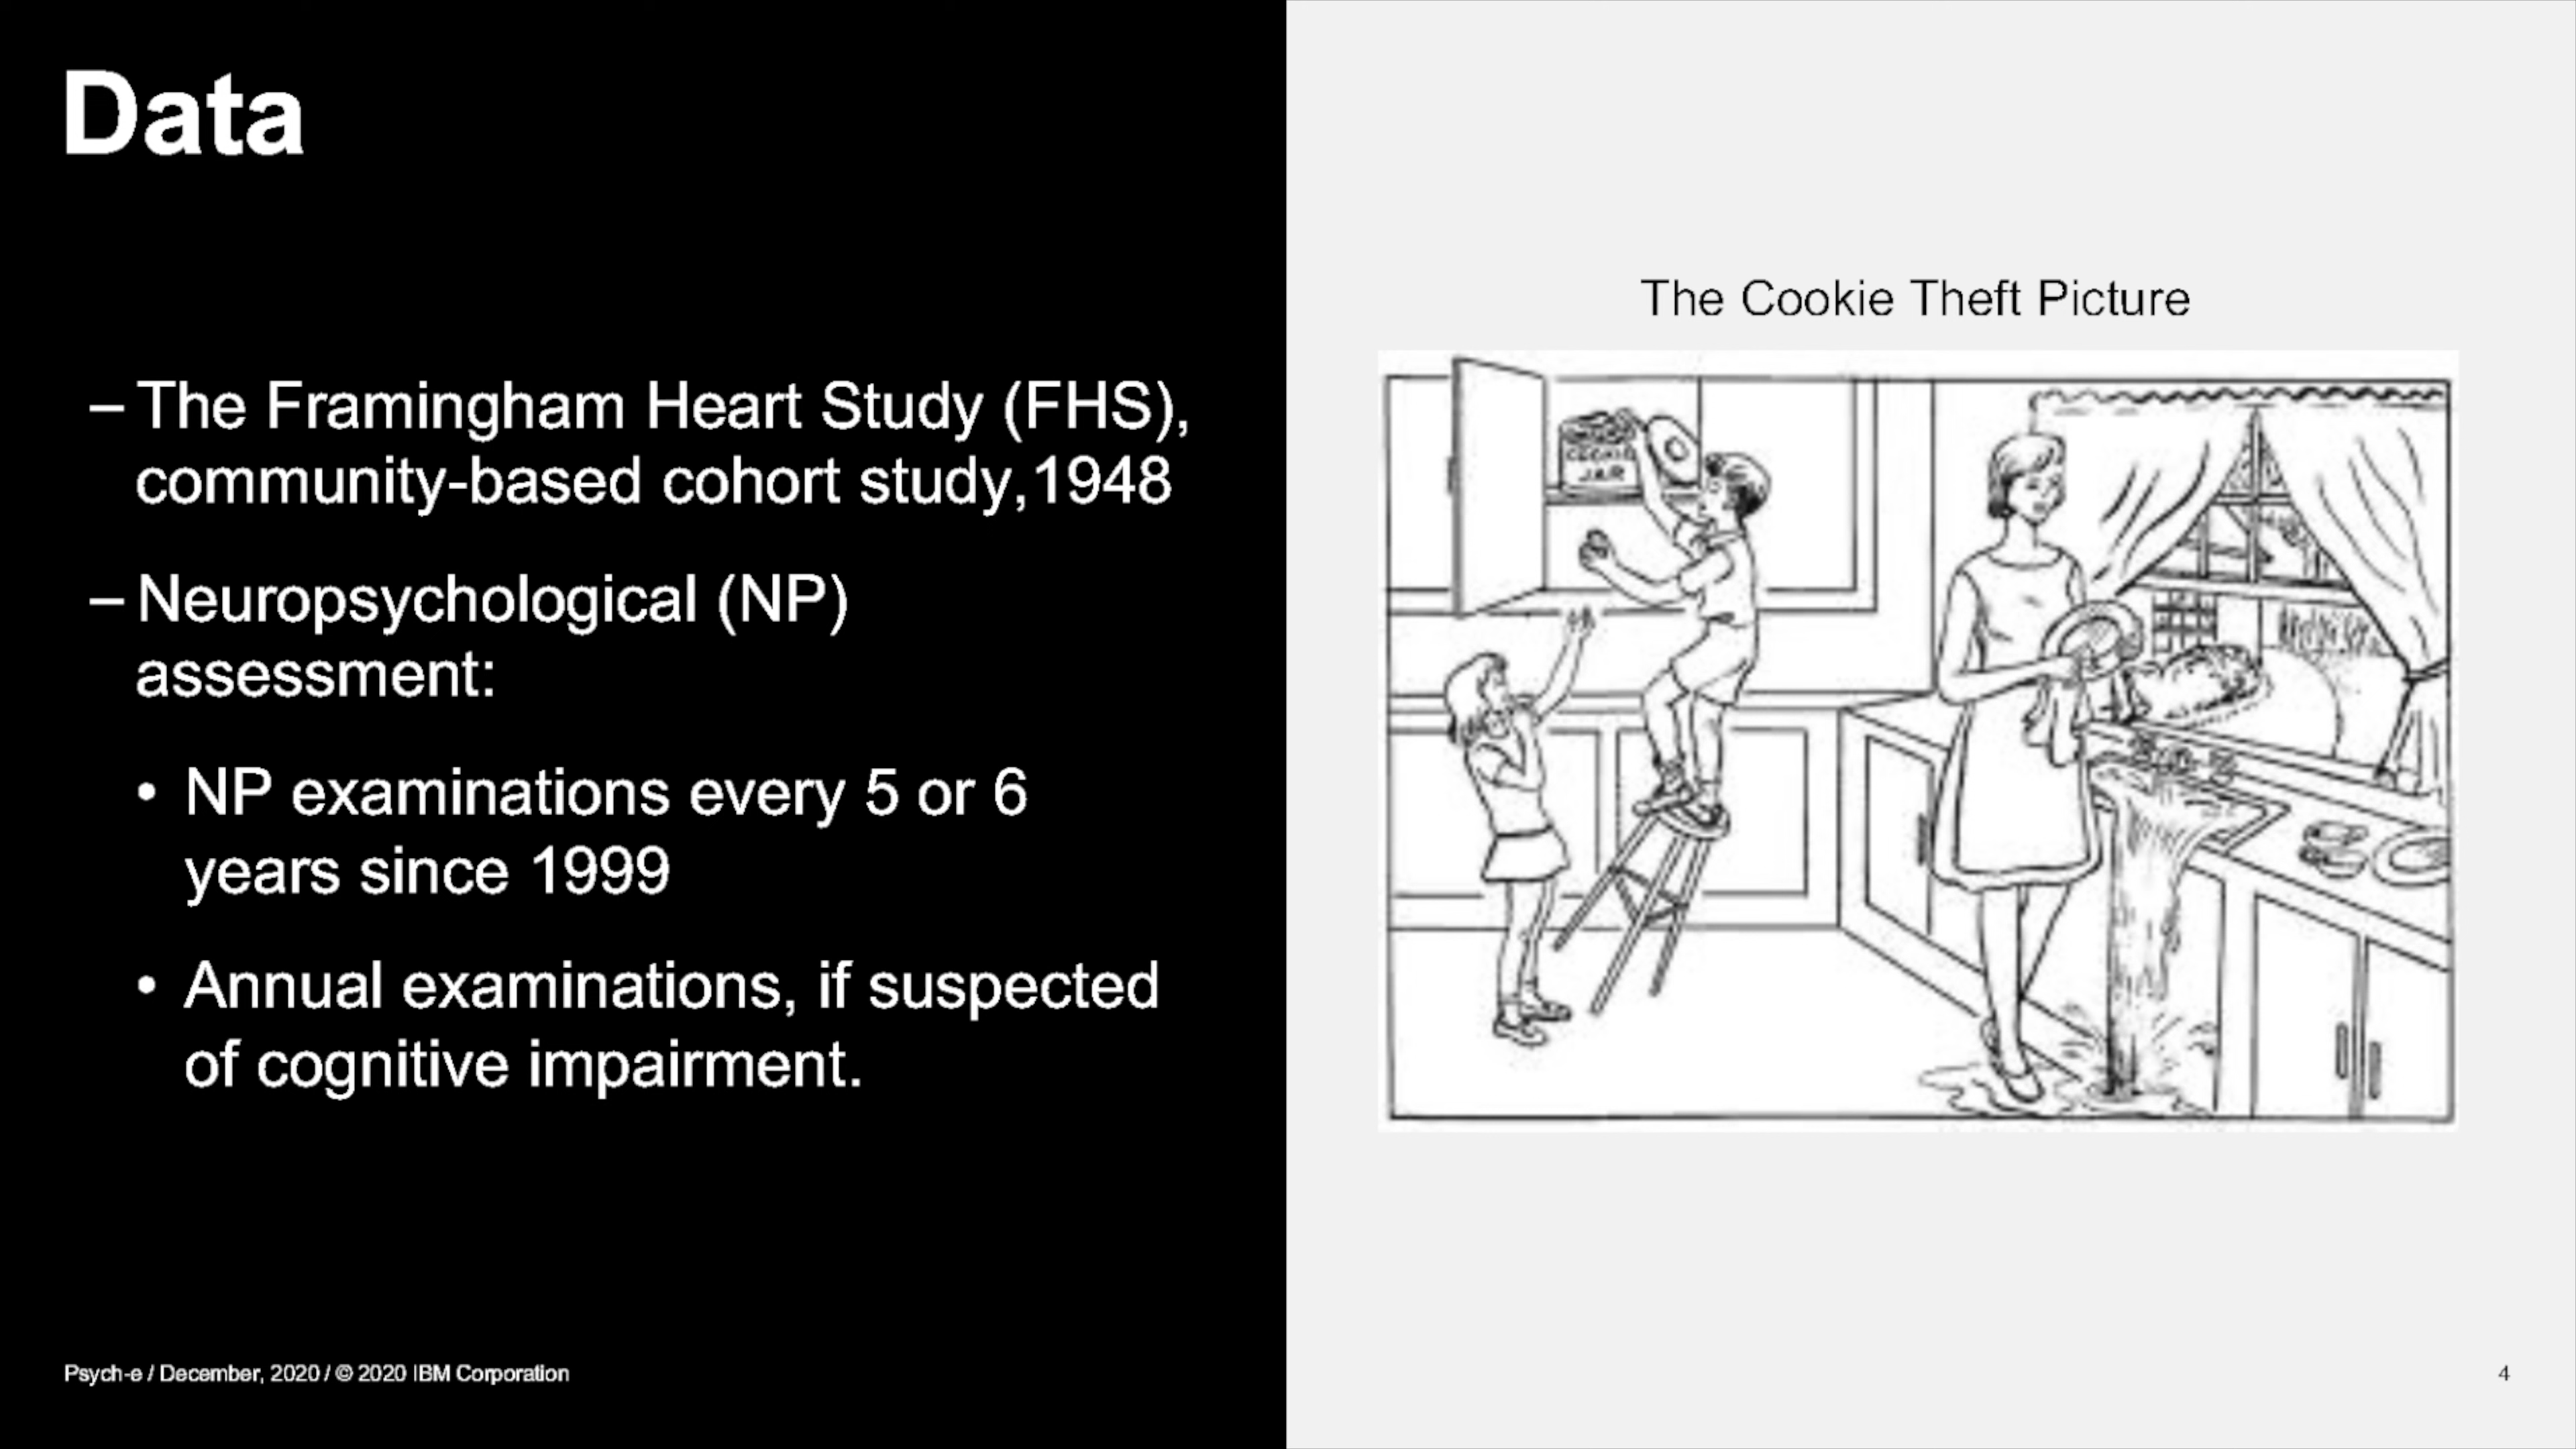 Data
– The Framingham Heart Study (FHS),
community-based cohort study,1948
– Neuropsychological (NP)
assessment:
• NP examinations every 5 or 6
years since 1999
• Annual examinations, if suspected
of cognitive impairment.
Psych-e / December, 2020 / © 2020 IBM Corporation
The Cookie Theft Picture
COOKIE
JAR
4